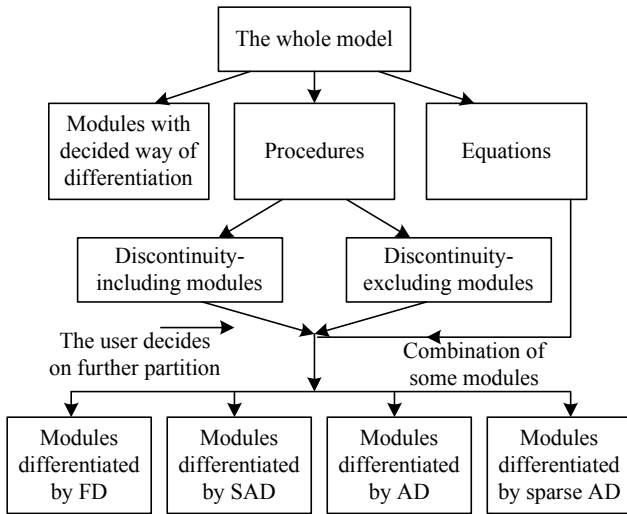 The whole model
Modules with
decided way of
differentiation
Procedures
Equations
Discontinuity-
including modules
Discontinuity-
excluding modules
The user decides
on further partition
Combination of
some modules
Modules
differentiated
by FD
Modules
differentiated
by SAD
Modules
differentiated
by AD
Modules
differentiated
by sparse AD